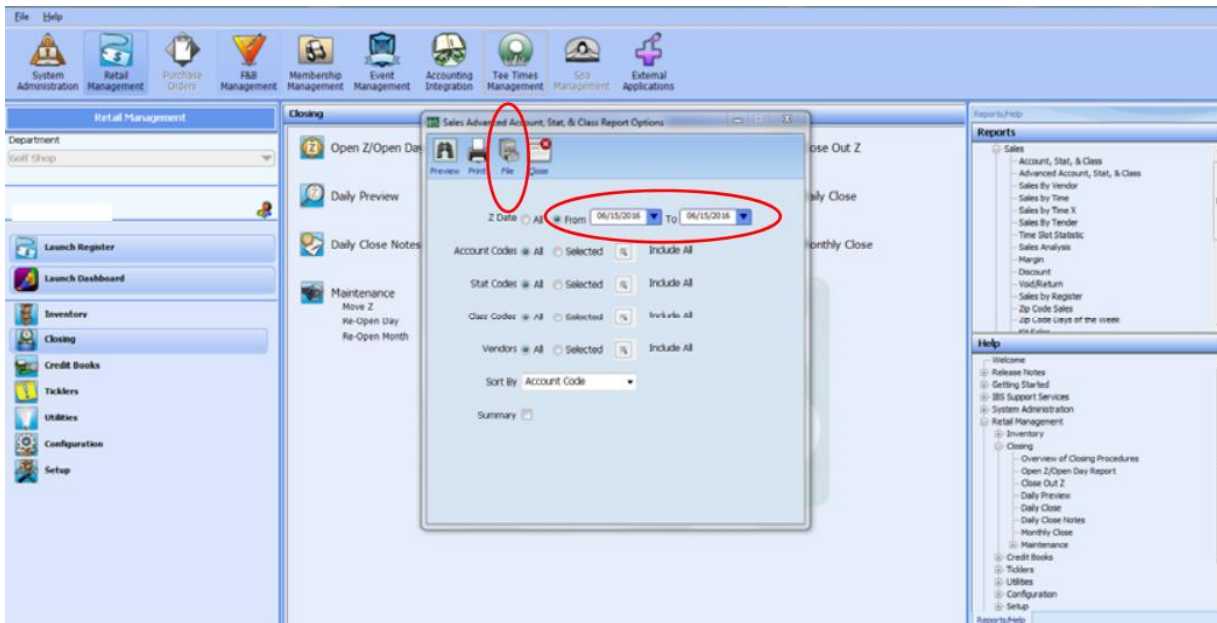 File Help
System Administration
Retail Management
Purchase Orders
F&B Management
Membership Management
Event Management
Accounting Integration
Tee Times Management
Spa Management
External Applications
Retail Management
Department
Golf Shop
Launch Register
Launch Dashboard
Inventory
Closing
Credit Books
Ticklers
Utilities
Configuration
Setup
Closing
Open Z/Open Day
Daily Preview
Daily Close Notes
Maintenance
Move Z
Re-Open Day
Re-Open Month
ose Out Z
aily Close
onthly Close
Sales Advanced Account, Stat, & Class Report Options
Preview Print File Close
Z Date All From 06/15/2016 To 06/15/2016
Account Codes All Selected Include All
Stat Codes All Selected Include All
Class Codes All Selected Include All
Vendors All Selected Include All
Sort By Account Code
Summary
Reports/Help
Reports
Sales
Account, Stat, & Class
Advanced Account, Stat, & Class
Sales By Vendor
Sales by Time
Sales by Time X
Sales By Tender
Time Slot Statistic
Sales Analysis
Margin
Discount
Void/Return
Sales by Register
Zip Code Sales
Zip Code Days of the Week
Help
Welcome
Release Notes
Getting Started
IBS Support Services
System Administration
Retail Management
Inventory
Closing
Overview of Closing Procedures
Open Z/Open Day Report
Close Out Z
Daily Preview
Daily Close
Daily Close Notes
Monthly Close
Maintenance
Credit Books
Ticklers
Utilities
Configuration
Setup
Reports/Help